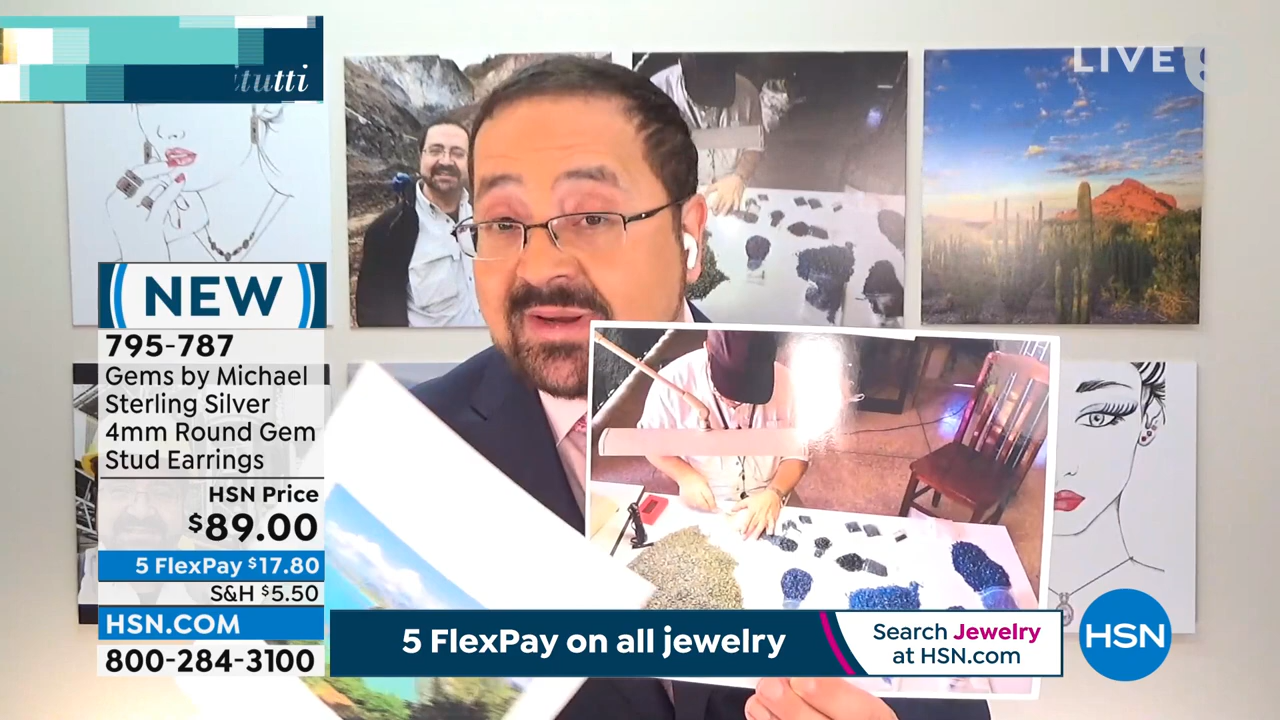 LIVE
NEW
795-787
Gems by Michael
Sterling Silver
4mm Round Gem
Stud Earrings
HSN Price
$89.00
5 FlexPay $17.80
S&H $5.50
HSN.COM
800-284-3100
5 FlexPay on all jewelry
Search Jewelry
at HSN.com
HSN